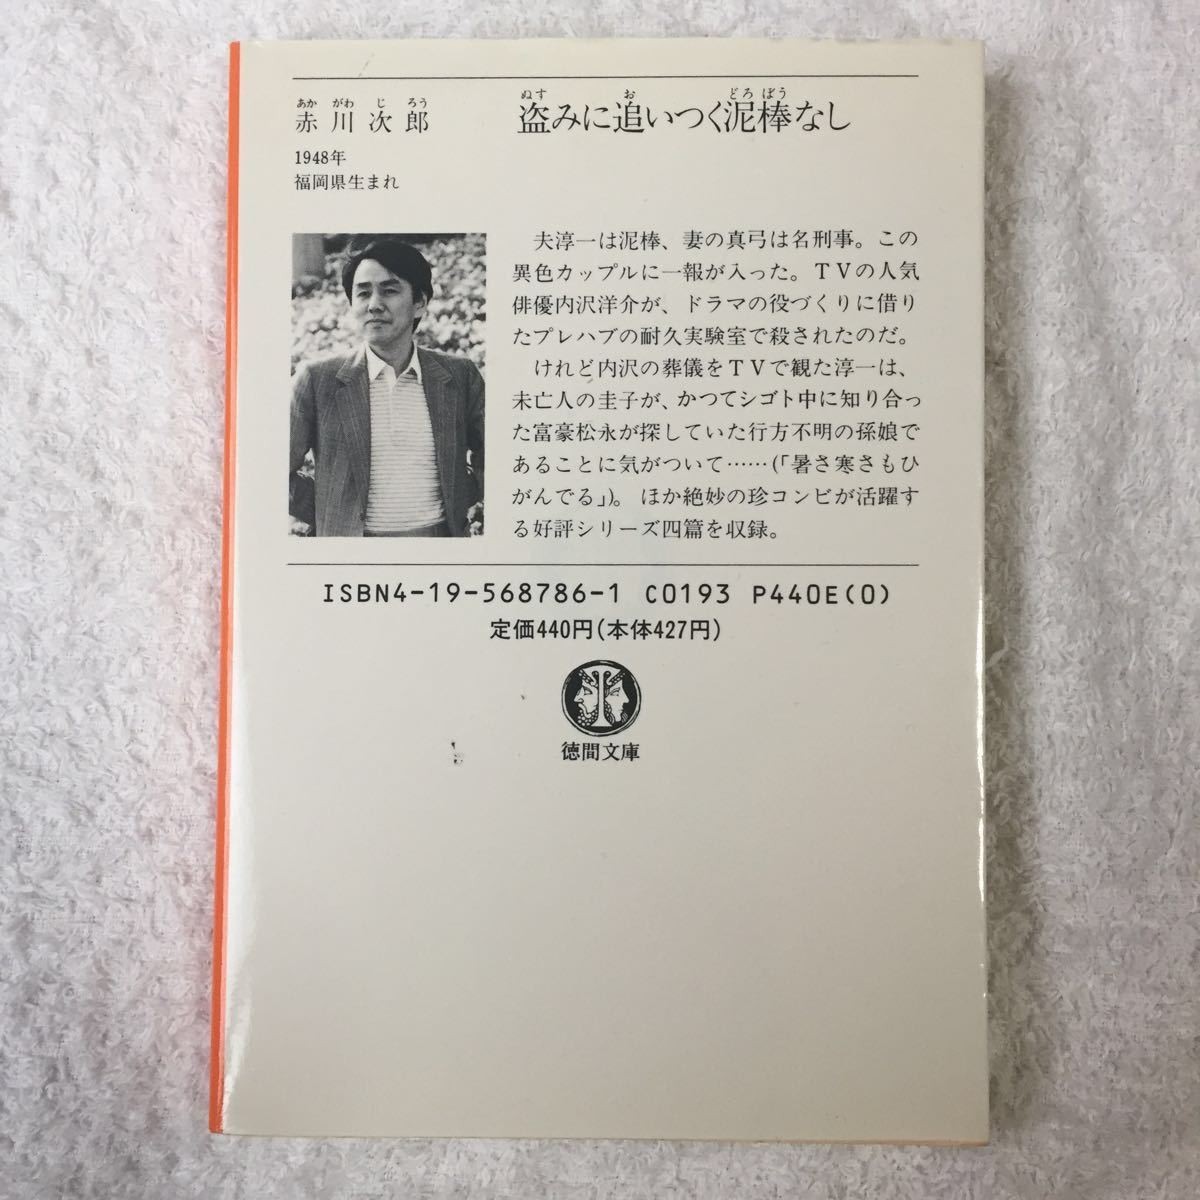 あか がわ じ ろう
赤川次郎
1948年
福岡県生まれ
ぬす お どろ ぼう
盗みに追いつく泥棒なし
夫淳一は泥棒、妻の真弓は名刑事。この
異色カップルに一報が入った。TVの人気
俳優内沢洋介が、ドラマの役づくりに借り
たプレハブの耐久実験室で殺されたのだ。
けれど内沢の葬儀をTVで観た淳一は、
未亡人の圭子が、かつてシゴト中に知り合っ
た富豪松永が探していた行方不明の孫娘で
あることに気がついて……(「暑さ寒さもひ
がんでる」)。ほか絶妙の珍コンビが活躍す
る好評シリーズ四篇を収録。
ISBN4-19-568786-1 C0193 P440E(0)
定価440円(本体427円)
徳間文庫